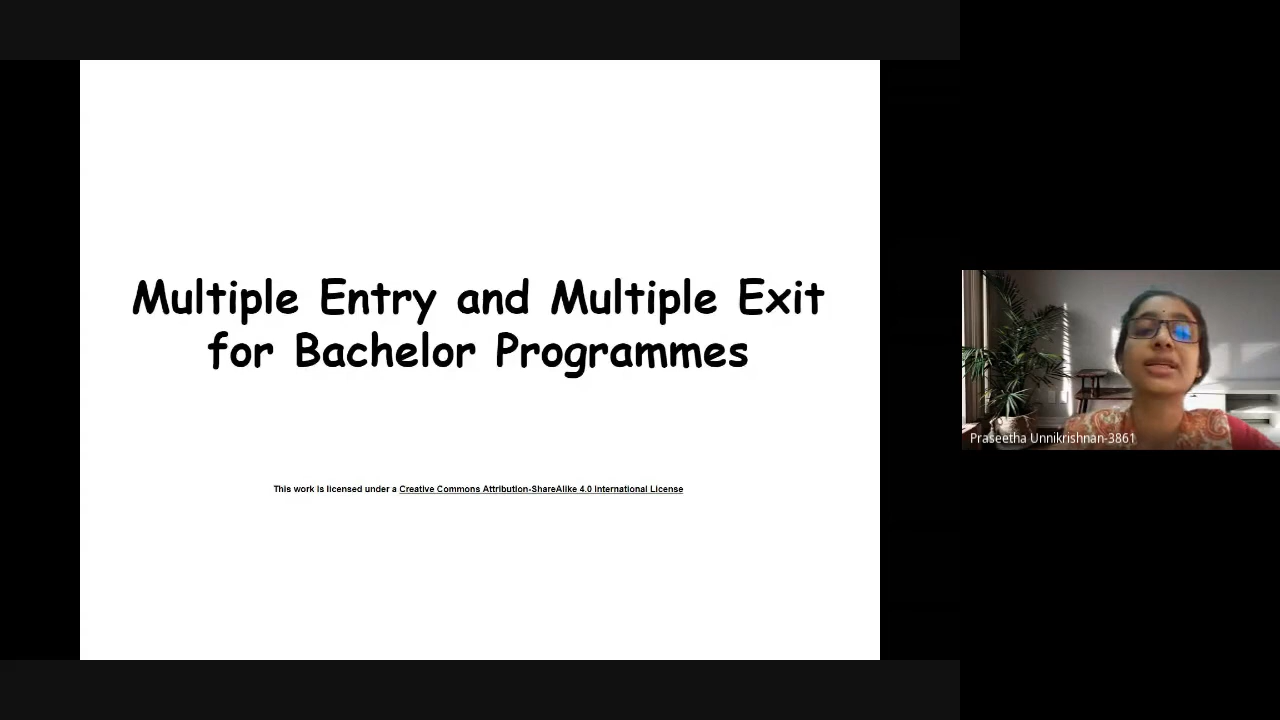 Multiple Entry and Multiple Exit
for Bachelor Programmes
This work is licensed under a Creative Commons Attribution-ShareAlike 4.0 International License
Praseetha Unnikrishnan-3861